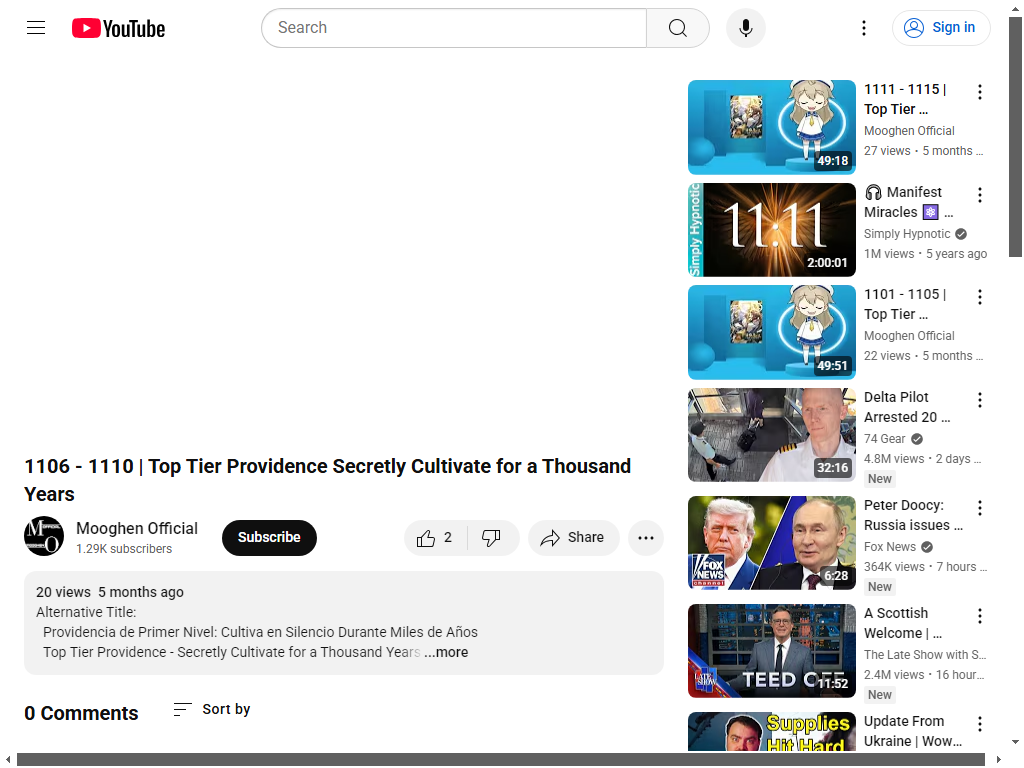 YouTube
Search
Sign in
1106 - 1110 | Top Tier Providence Secretly Cultivate for a Thousand
Years
Mooghen Official
1.29K subscribers
Subscribe
2
Share
20 views 5 months ago
Alternative Title:
Providencia de Primer Nivel: Cultiva en Silencio Durante Miles de Años
Top Tier Providence - Secretly Cultivate for a Thousand Years ...more
0 Comments
Sort by
49:18
1111 - 1115 |
Top Tier ...
Mooghen Official
27 views • 5 months ...
Simply Hypnotic
11:11
2:00:01
Manifest
Miracles ...
Simply Hypnotic
1M views • 5 years ago
49:51
1101 - 1105 |
Top Tier ...
Mooghen Official
22 views • 5 months ...
32:16
Delta Pilot
Arrested 20 ...
74 Gear
4.8M views • 2 days ...
New
FOX
NEWS
channel
6:28
Peter Doocy:
Russia issues ...
Fox News
364K views • 7 hours ...
New
LATE
SHOW
TEED OFF
11:52
A Scottish
Welcome | ...
The Late Show with S...
2.4M views • 16 hour...
New
Supplies
Hit Hard
Update From
Ukraine | Wow...